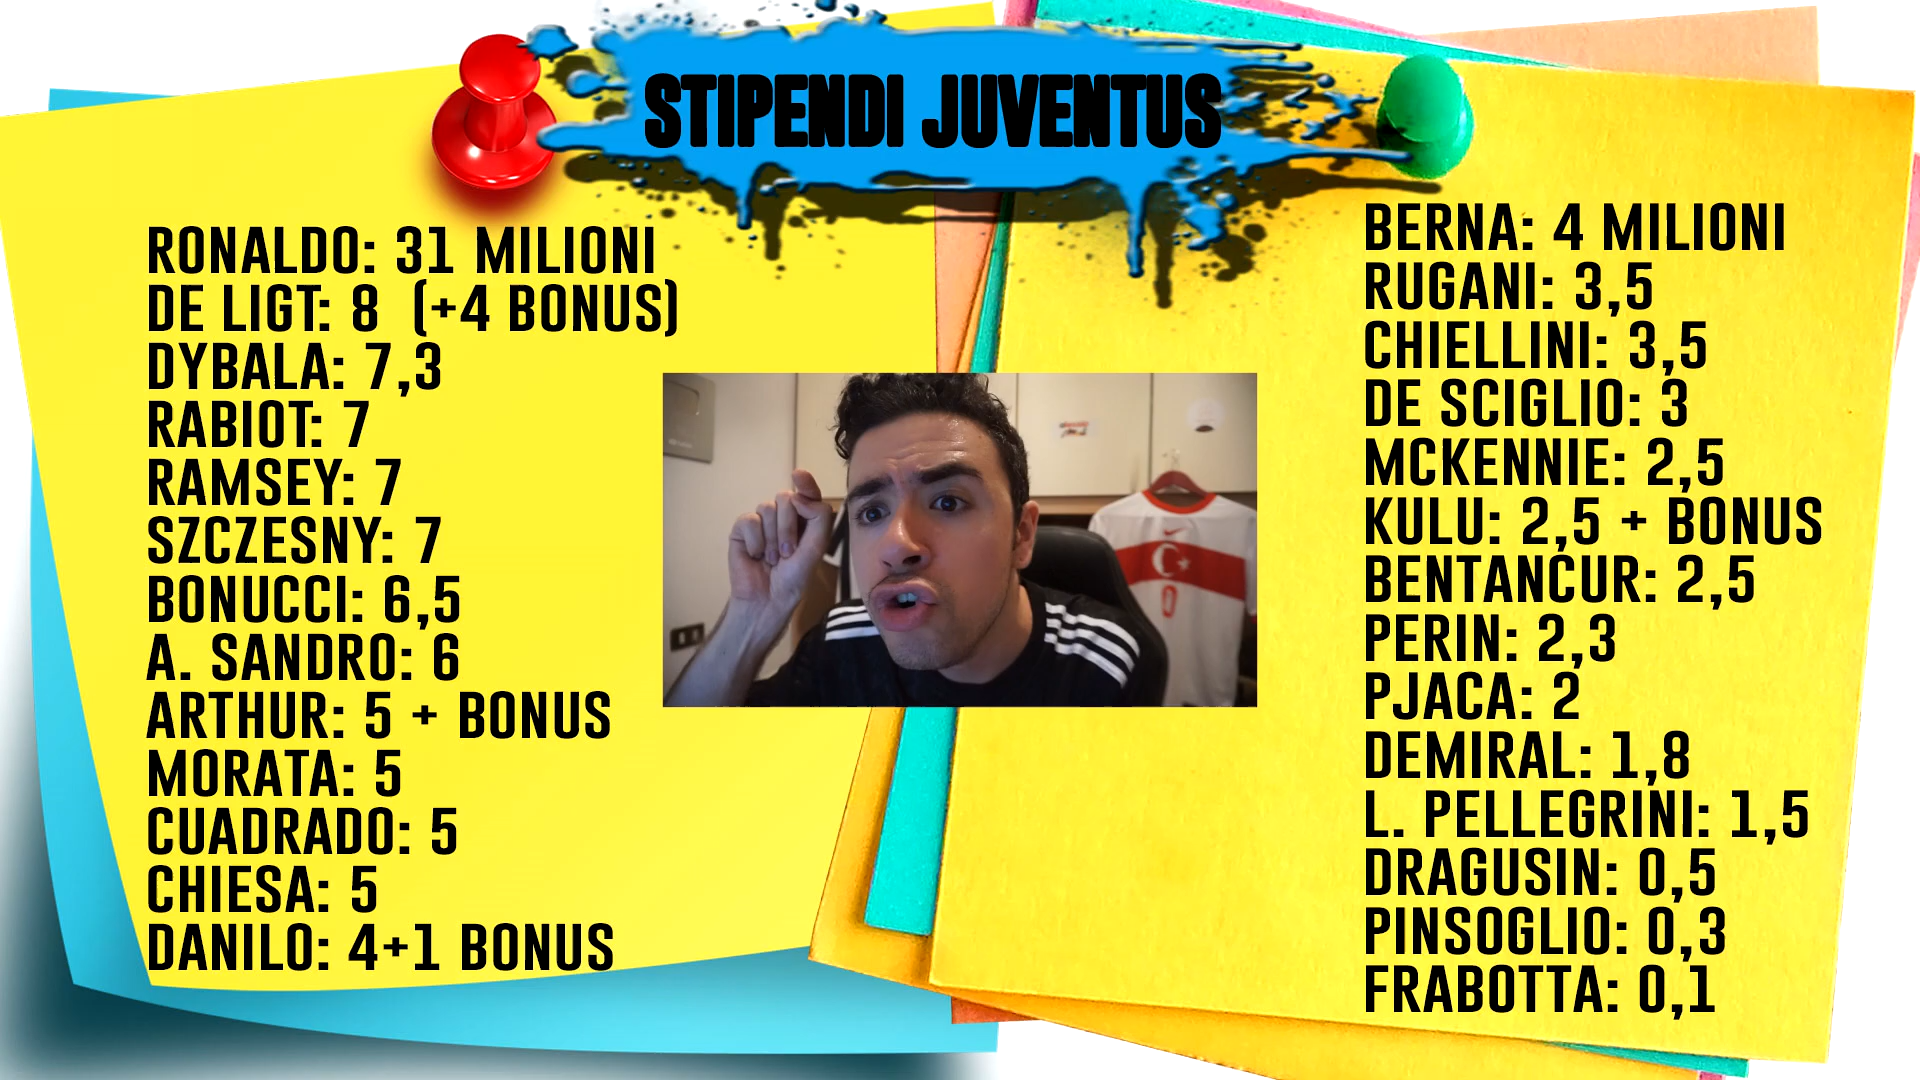 STIPENDI JUVENTUS
RONALDO: 31 MILIONI
DE LIGT: 8 (+4 BONUS)
DYBALA: 7,3
RABIOT: 7
RAMSEY: 7
SZCZESNY: 7
BONUCCI: 6,5
A. SANDRO: 6
ARTHUR: 5 + BONUS
MORATA: 5
CUADRADO: 5
CHIESA: 5
DANILO: 4+1 BONUS
BERNA: 4 MILIONI
RUGANI: 3,5
CHIELLINI: 3,5
DE SCIGLIO: 3
MCKENNIE: 2,5
KULU: 2,5 + BONUS
BENTANCUR: 2,5
PERIN: 2,3
PJACA: 2
DEMIRAL: 1,8
L. PELLEGRINI: 1,5
DRAGUSIN: 0,5
PINSOGLIO: 0,3
FRABOTTA: 0,1